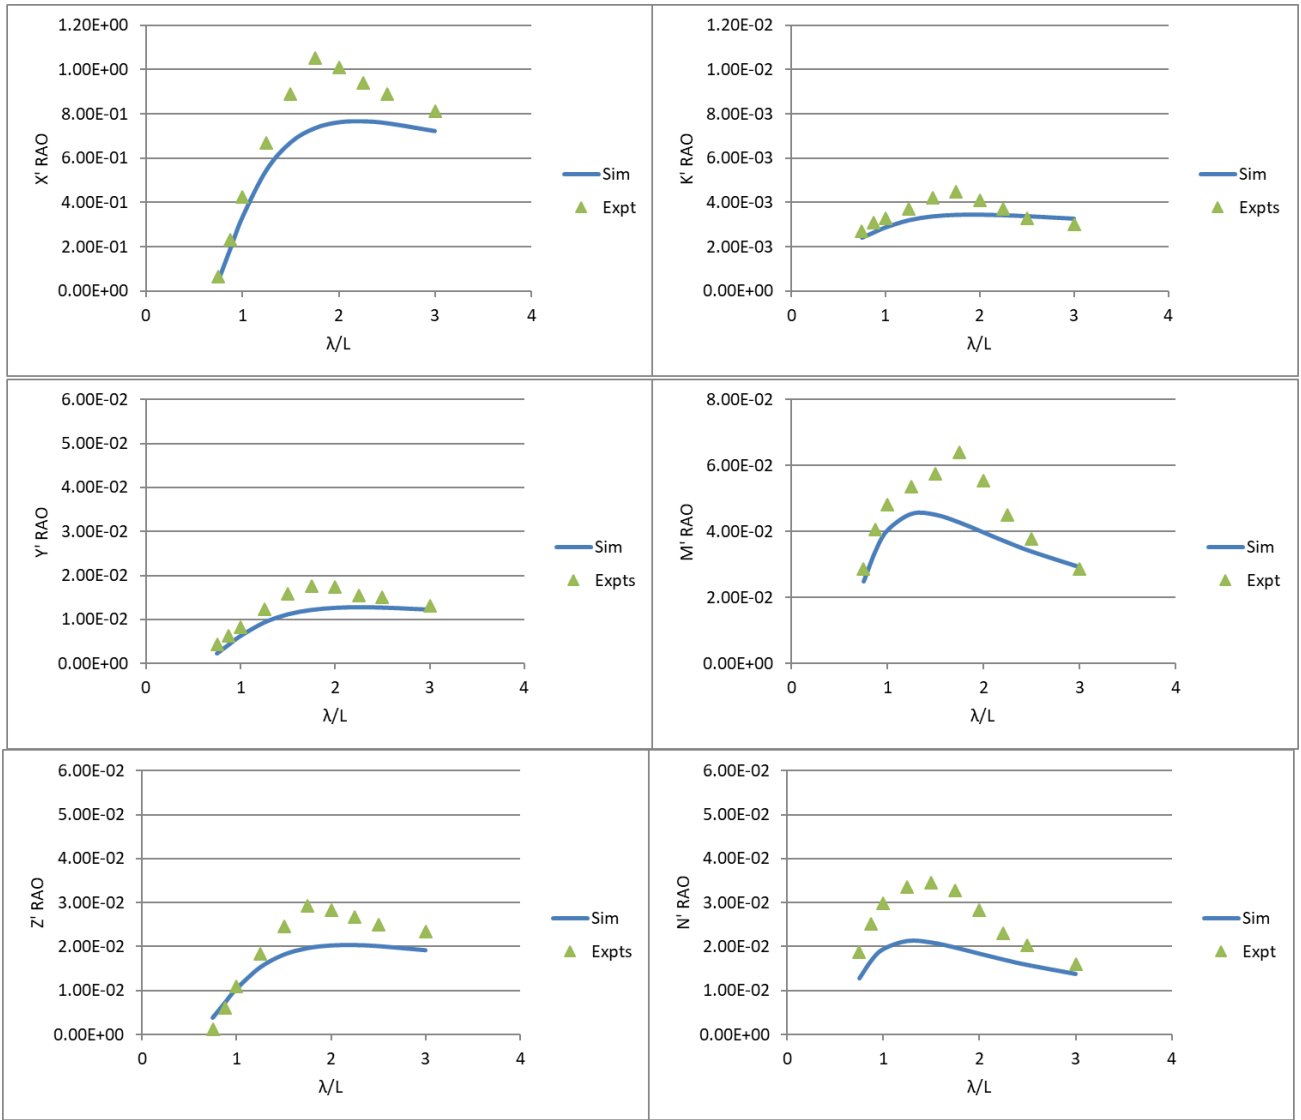 1.20E+00
1.00E+00
8.00E-01
6.00E-01
4.00E-01
2.00E-01
0.00E+00
X' RAO
0 1 2 3 4
λ/L
Sim
Expt
1.20E-02
1.00E-02
8.00E-03
6.00E-03
4.00E-03
2.00E-03
0.00E+00
K' RAO
0 1 2 3 4
λ/L
Sim
Expts
6.00E-02
5.00E-02
4.00E-02
3.00E-02
2.00E-02
1.00E-02
0.00E+00
Y' RAO
0 1 2 3 4
λ/L
Sim
Expts
8.00E-02
6.00E-02
4.00E-02
2.00E-02
0.00E+00
M' RAO
0 1 2 3 4
λ/L
Sim
Expt
6.00E-02
5.00E-02
4.00E-02
3.00E-02
2.00E-02
1.00E-02
0.00E+00
Z' RAO
0 1 2 3 4
λ/L
Sim
Expts
6.00E-02
5.00E-02
4.00E-02
3.00E-02
2.00E-02
1.00E-02
0.00E+00
N' RAO
0 1 2 3 4
λ/L
Sim
Expt